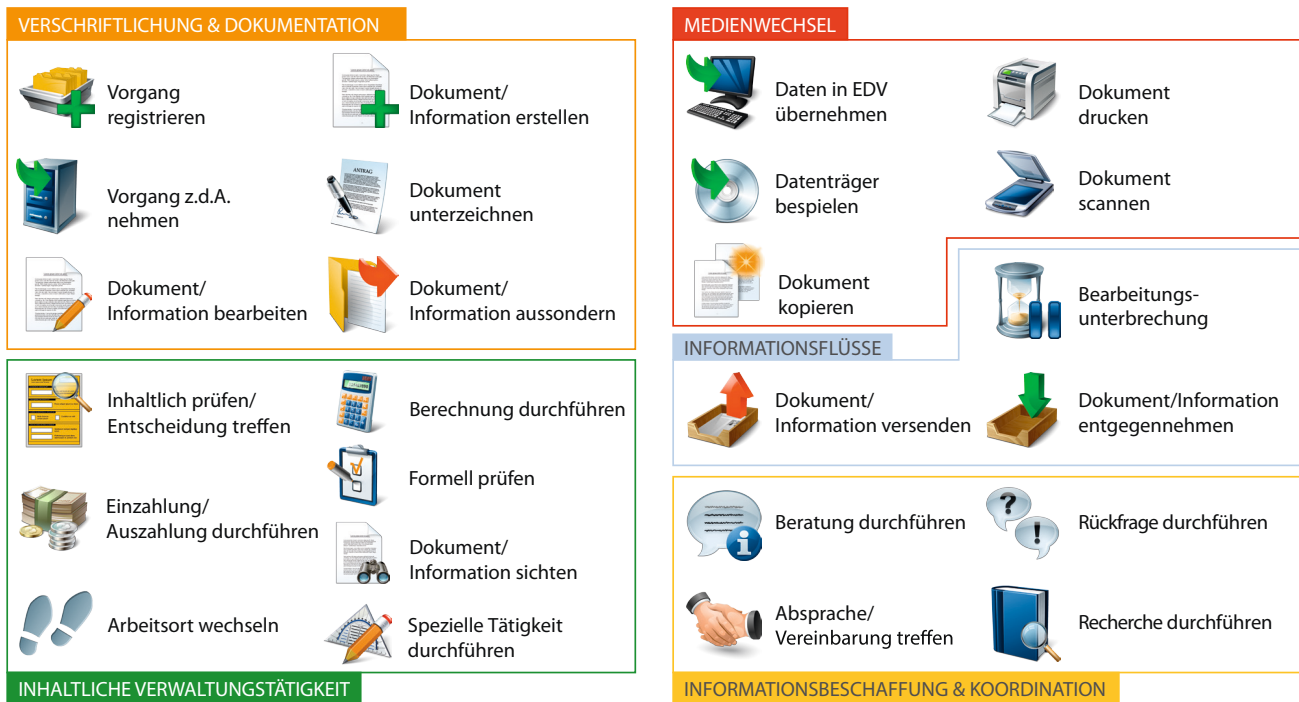 VERSCHRIFTLICHUNG & DOKUMENTATION
Vorgang
registrieren
Dokument/
Information erstellen
Vorgang z.d.A.
nehmen
ANTRAG
Dokument
unterzeichnen
Dokument/
Information bearbeiten
Dokument/
Information aussondern
Inhaltlich prüfen/
Entscheidung treffen
Berechnung durchführen
Formell prüfen
Einzahlung/
Auszahlung durchführen
Dokument/
Information sichten
Arbeitsort wechseln
Spezielle Tätigkeit
durchführen
INHALTLICHE VERWALTUNGSTÄTIGKEIT
MEDIENWECHSEL
Daten in EDV
übernehmen
Dokument
drucken
Datenträger
bespielen
Dokument
scannen
Dokument
kopieren
Bearbeitungs-
unterbrechung
INFORMATIONSFLÜSSE
Dokument/
Information versenden
Dokument/Information
entgegennehmen
Beratung durchführen
Rückfrage durchführen
Absprache/
Vereinbarung treffen
Recherche durchführen
INFORMATIONSBESCHAFFUNG & KOORDINATION